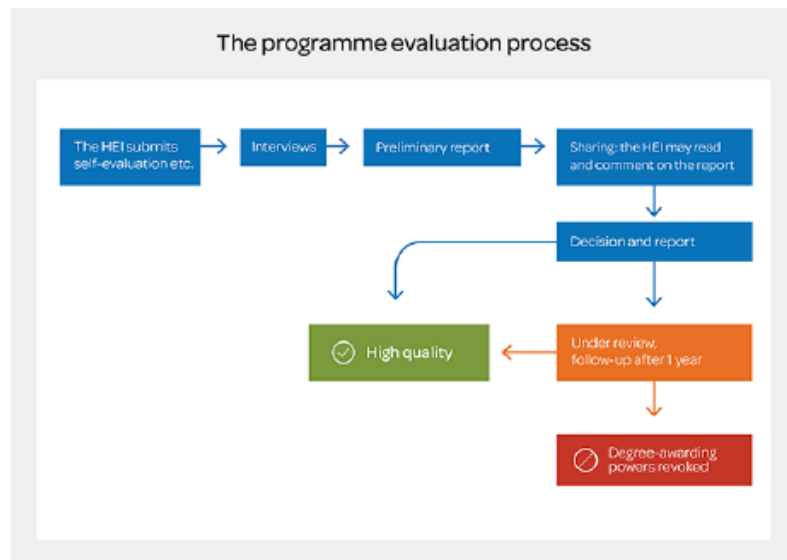 The programme evaluation process
The HEI submits
self-evaluation etc.
Interviews
Preliminary report
Sharing: the HEI may read
and comment on the report
Decision and report
High quality
Under review,
follow-up after 1 year
Degree-awarding
powers revoked